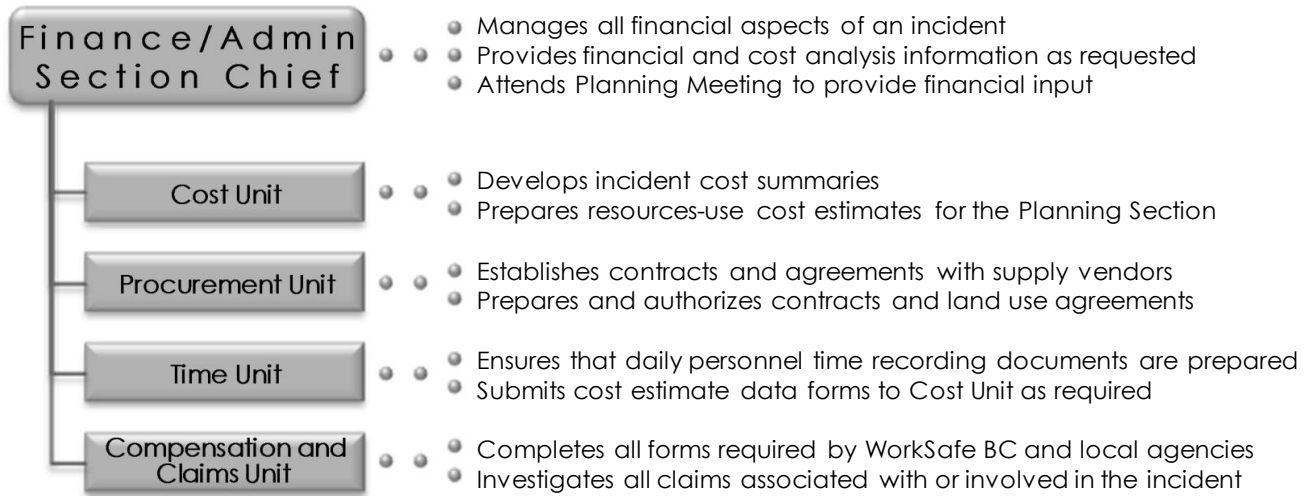 Finance/Admin
Section Chief
Manages all financial aspects of an incident
Provides financial and cost analysis information as requested
Attends Planning Meeting to provide financial input
Cost Unit
Develops incident cost summaries
Prepares resources-use cost estimates for the Planning Section
Procurement Unit
Establishes contracts and agreements with supply vendors
Prepares and authorizes contracts and land use agreements
Time Unit
Ensures that daily personnel time recording documents are prepared
Submits cost estimate data forms to Cost Unit as required
Compensation and
Claims Unit
Completes all forms required by WorkSafe BC and local agencies
Investigates all claims associated with or involved in the incident